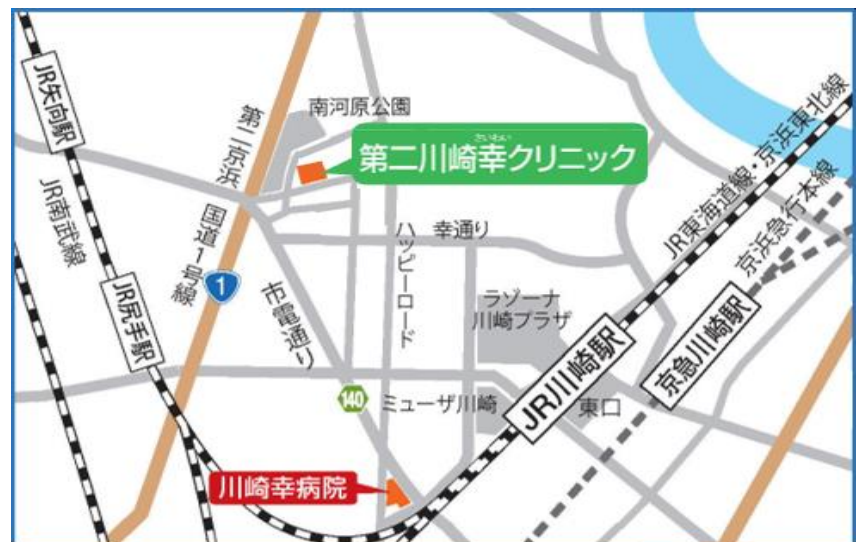 JR矢向駅
JR南武線
JR尻手駅
第二京浜
国道1号線
1
南河原公園
さいわい
第二川崎幸クリニック
幸通り
ハッピーロード
市電通り
ラゾーナ
川崎プラザ
JR東海道線・京浜東北線
京浜急行本線
京急川崎駅
JR川崎駅
東口
140
ミューザ川崎
川崎幸病院